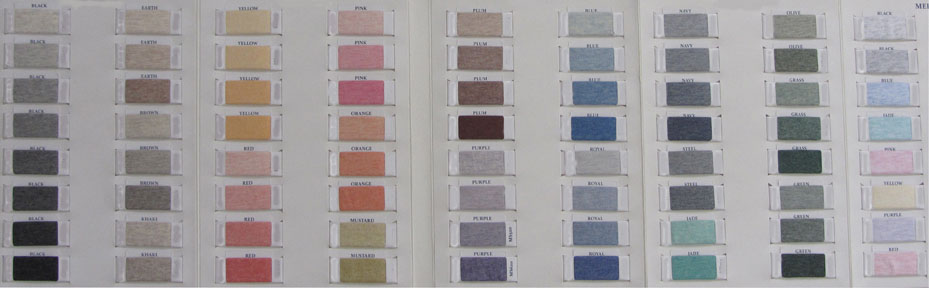 BLACK EARTH YELLOW PINK PLUM BLUE NAVY OLIVE BLACK
BLACK EARTH YELLOW PINK PLUM BLUE NAVY OLIVE BLACK
BLACK EARTH YELLOW PINK PLUM BLUE NAVY GRASS BLUE
BLACK BROWN YELLOW ORANGE PLUM BLUE NAVY GRASS JADE
BLACK BROWN RED ORANGE PURPLE ROYAL STEEL GRASS PINK
BLACK BROWN RED ORANGE PURPLE ROYAL STEEL GREEN YELLOW
BLACK KHAKI RED MUSTARD PURPLE ROYAL JADE GREEN PURPLE
BLACK KHAKI RED MUSTARD PURPLE ROYAL JADE GREEN RED